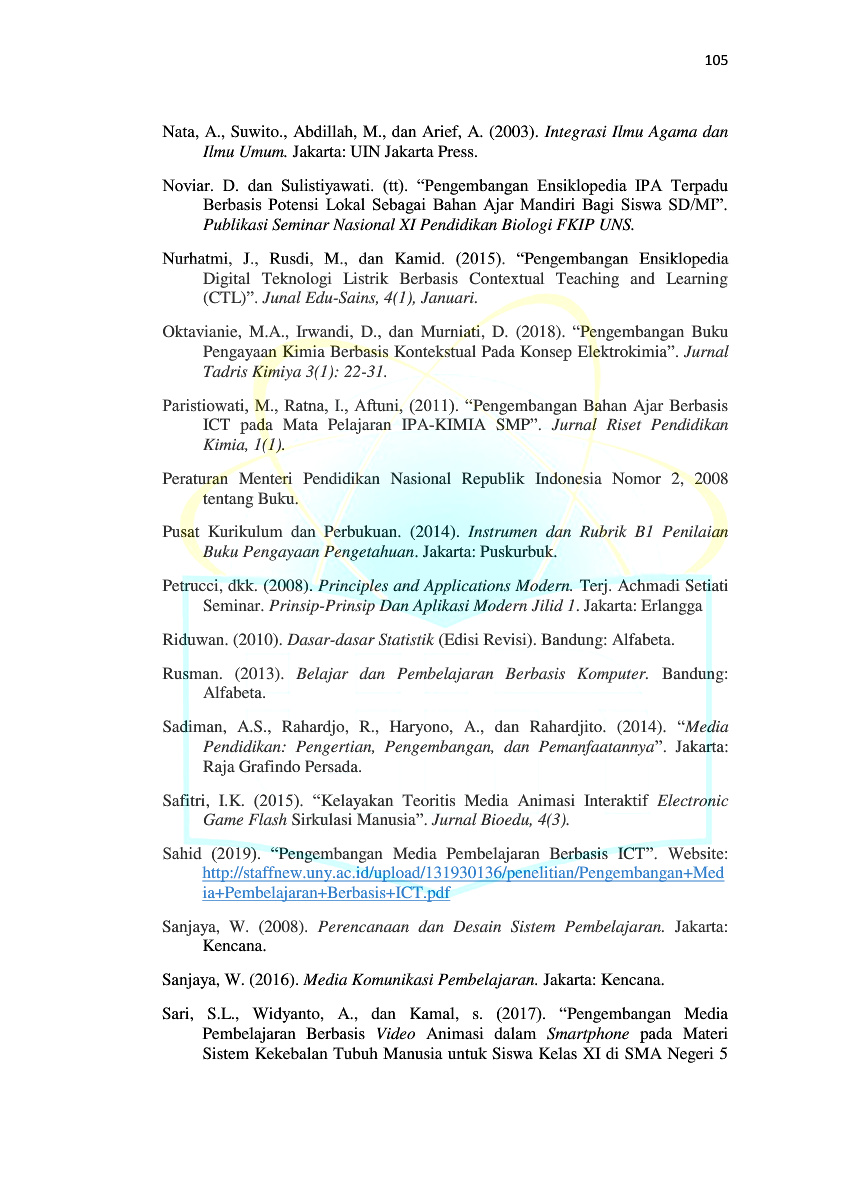 105
Nata, A., Suwito., Abdillah, M., dan Arief, A. (2003). Integrasi Ilmu Agama dan
Ilmu Umum. Jakarta: UIN Jakarta Press.
Noviar. D. dan Sulistiyawati. (tt). “Pengembangan Ensiklopedia IPA Terpadu
Berbasis Potensi Lokal Sebagai Bahan Ajar Mandiri Bagi Siswa SD/MI”.
Publikasi Seminar Nasional XI Pendidikan Biologi FKIP UNS.
Nurhatmi, J., Rusdi, M., dan Kamid. (2015). “Pengembangan Ensiklopedia
Digital Teknologi Listrik Berbasis Contextual Teaching and Learning
(CTL)”. Junal Edu-Sains, 4(1), Januari.
Oktavianie, M.A., Irwandi, D., dan Murniati, D. (2018). “Pengembangan Buku
Pengayaan Kimia Berbasis Kontekstual Pada Konsep Elektrokimia”. Jurnal
Tadris Kimiya 3(1): 22-31.
Paristiowati, M., Ratna, I., Aftuni, (2011). “Pengembangan Bahan Ajar Berbasis
ICT pada Mata Pelajaran IPA-KIMIA SMP”. Jurnal Riset Pendidikan
Kimia, 1(1).
Peraturan Menteri Pendidikan Nasional Republik Indonesia Nomor 2, 2008
tentang Buku.
Pusat Kurikulum dan Perbukuan. (2014). Instrumen dan Rubrik B1 Penilaian
Buku Pengayaan Pengetahuan. Jakarta: Puskurbuk.
Petrucci, dkk. (2008). Principles and Applications Modern. Terj. Achmadi Setiati
Seminar. Prinsip-Prinsip Dan Aplikasi Modern Jilid 1. Jakarta: Erlangga
Riduwan. (2010). Dasar-dasar Statistik (Edisi Revisi). Bandung: Alfabeta.
Rusman. (2013). Belajar dan Pembelajaran Berbasis Komputer. Bandung:
Alfabeta.
Sadiman, A.S., Rahardjo, R., Haryono, A., dan Rahardjito. (2014). “Media
Pendidikan: Pengertian, Pengembangan, dan Pemanfaatannya”. Jakarta:
Raja Grafindo Persada.
Safitri, I.K. (2015). “Kelayakan Teoritis Media Animasi Interaktif Electronic
Game Flash Sirkulasi Manusia”. Jurnal Bioedu, 4(3).
Sahid (2019). “Pengembangan Media Pembelajaran Berbasis ICT”. Website:
http://staffnew.uny.ac.id/upload/131930136/penelitian/Pengembangan+Med
ia+Pembelajaran+Berbasis+ICT.pdf
Sanjaya, W. (2008). Perencanaan dan Desain Sistem Pembelajaran. Jakarta:
Kencana.
Sanjaya, W. (2016). Media Komunikasi Pembelajaran. Jakarta: Kencana.
Sari, S.L., Widyanto, A., dan Kamal, s. (2017). “Pengembangan Media
Pembelajaran Berbasis Video Animasi dalam Smartphone pada Materi
Sistem Kekebalan Tubuh Manusia untuk Siswa Kelas XI di SMA Negeri 5